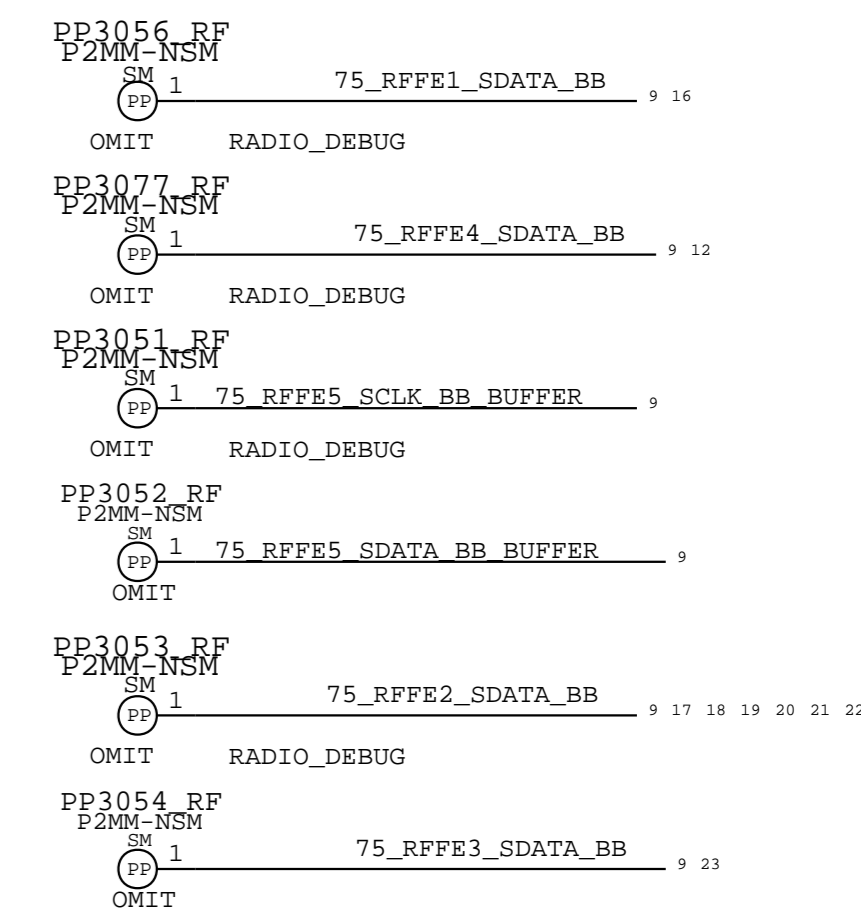 PP3056_RF
P2MM-NSM
SM
PP 1 75_RFFE1_SDATA_BB 9 16
OMIT RADIO_DEBUG
PP3077_RF
P2MM-NSM
SM
PP 1 75_RFFE4_SDATA_BB 9 12
OMIT RADIO_DEBUG
PP3051_RF
P2MM-NSM
SM
PP 1 75_RFFE5_SCLK_BB_BUFFER 9
OMIT RADIO_DEBUG
PP3052_RF
P2MM-NSM
SM
PP 1 75_RFFE5_SDATA_BB_BUFFER 9
OMIT
PP3053_RF
P2MM-NSM
SM
PP 1 75_RFFE2_SDATA_BB 9 17 18 19 20 21 22
OMIT RADIO_DEBUG
PP3054_RF
P2MM-NSM
SM
PP 1 75_RFFE3_SDATA_BB 9 23
OMIT